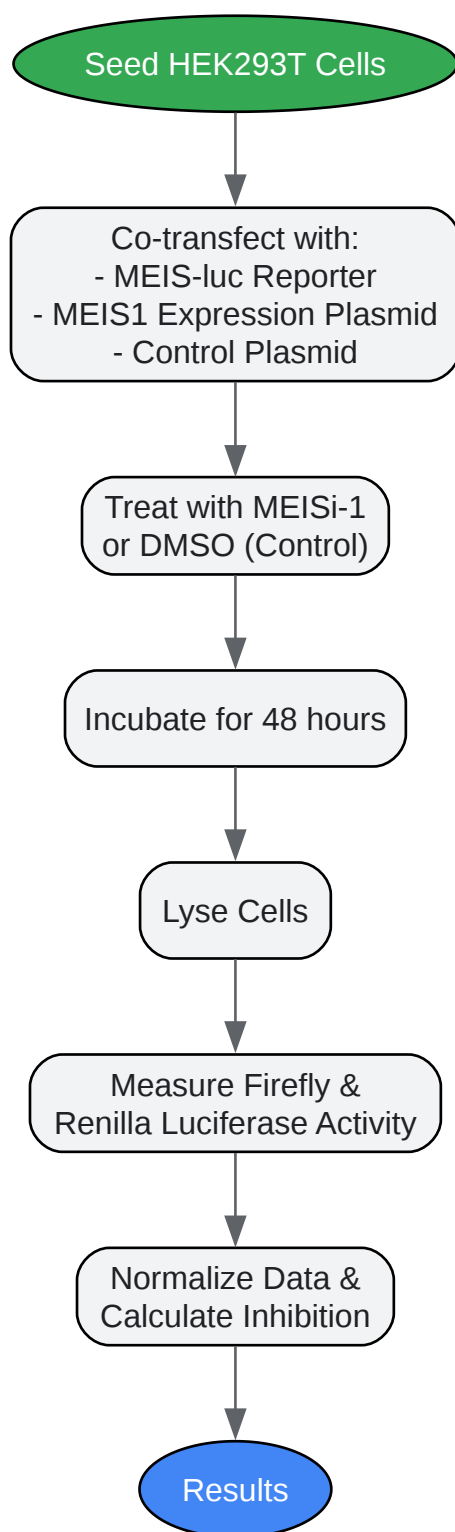 Seed HEK293T Cells
Co-transfect with:
- MEIS-luc Reporter
- MEIS1 Expression Plasmid
- Control Plasmid
Treat with MEISi-1
or DMSO (Control)
Incubate for 48 hours
Lyse Cells
Measure Firefly &
Renilla Luciferase Activity
Normalize Data &
Calculate Inhibition
Results